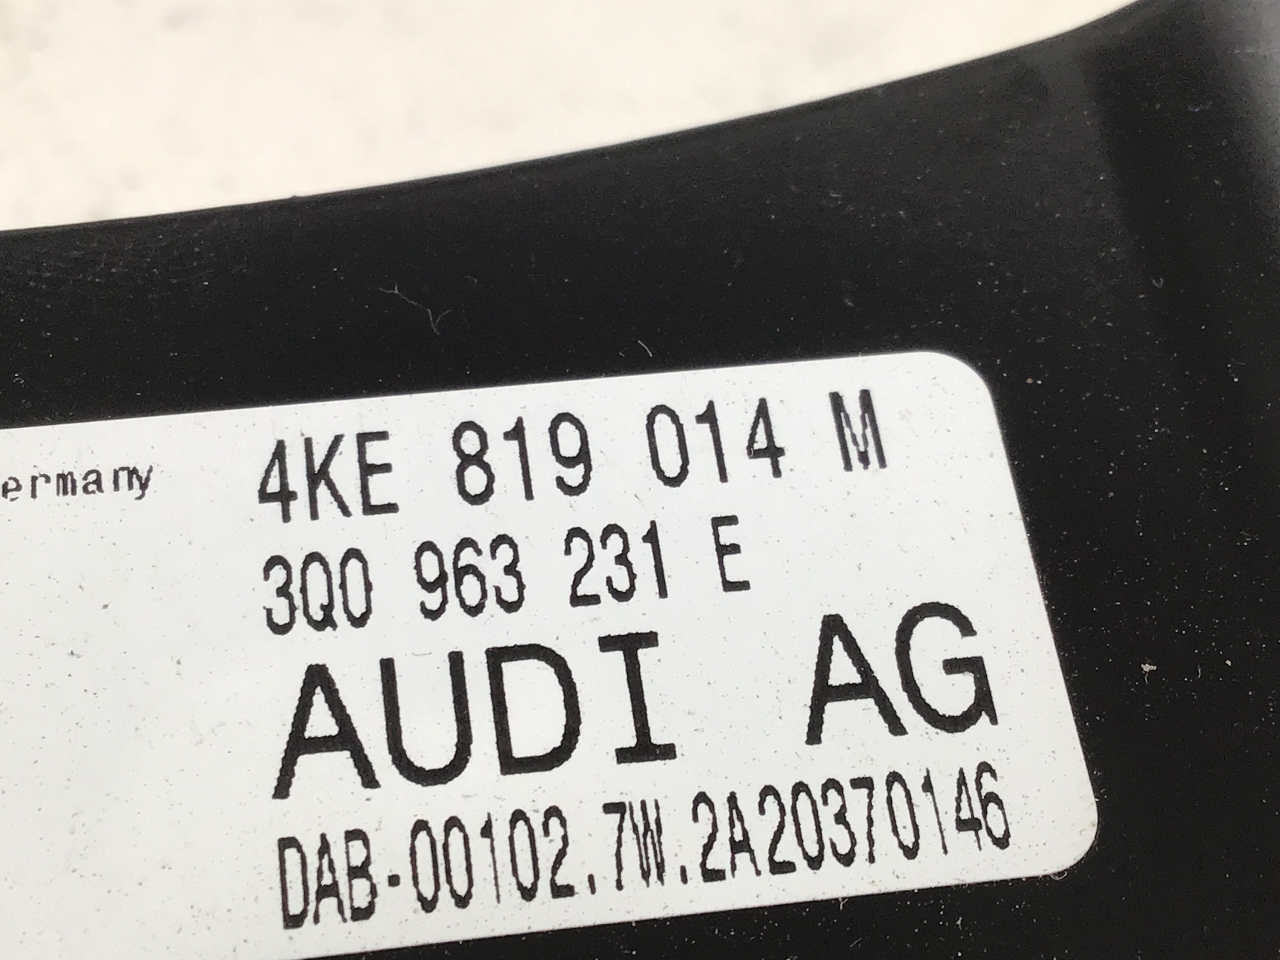 ermany 4KE 819 014 M
3Q0 963 231 E
AUDI AG
DAB-00102.7W.2A20370146